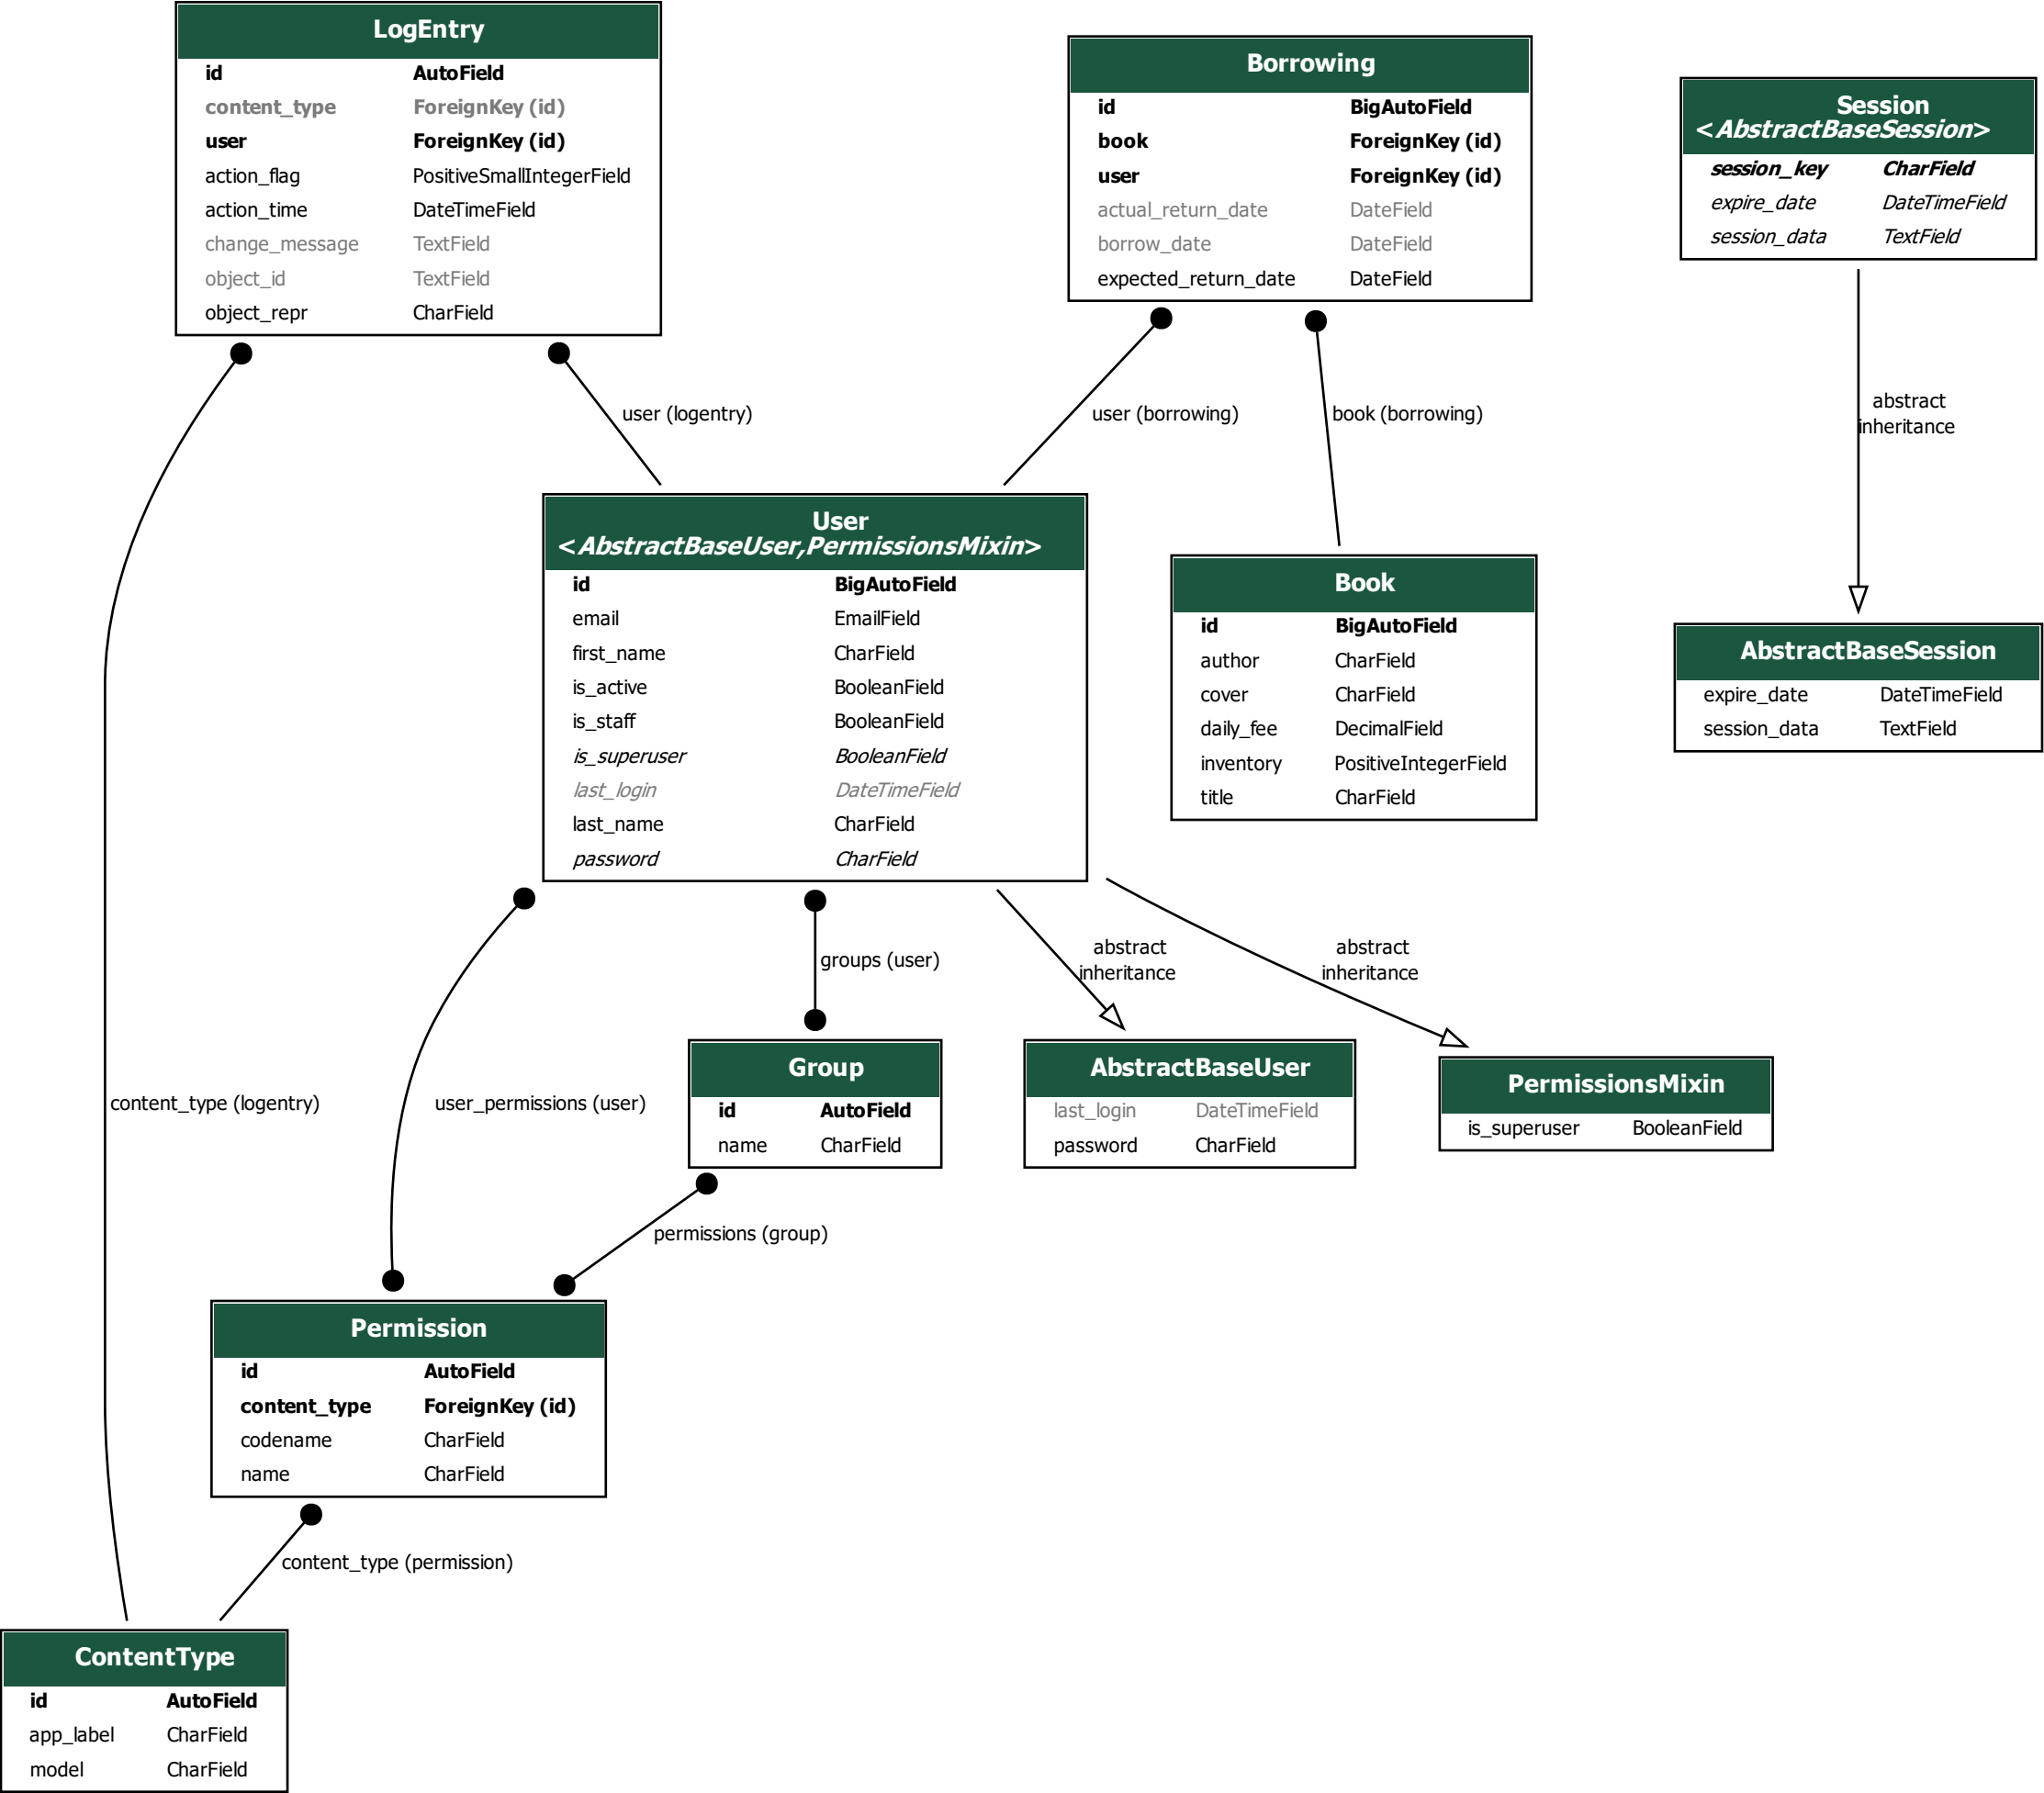 LogEntry
id AutoField
content_type ForeignKey (id)
user ForeignKey (id)
action_flag PositiveSmallIntegerField
action_time DateTimeField
change_message TextField
object_id TextField
object_repr CharField
Borrowing
id BigAutoField
book ForeignKey (id)
user ForeignKey (id)
actual_return_date DateField
borrow_date DateField
expected_return_date DateField
Session
<AbstractBaseSession>
session_key CharField
expire_date DateTimeField
session_data TextField
user (logentry)
user (borrowing)
book (borrowing)
abstract
inheritance
User
<AbstractBaseUser,PermissionsMixin>
id BigAutoField
email EmailField
first_name CharField
is_active BooleanField
is_staff BooleanField
is_superuser BooleanField
last_login DateTimeField
last_name CharField
password CharField
Book
id BigAutoField
author CharField
cover CharField
daily_fee DecimalField
inventory PositiveIntegerField
title CharField
AbstractBaseSession
expire_date DateTimeField
session_data TextField
groups (user)
abstract
inheritance
abstract
inheritance
content_type (logentry)
user_permissions (user)
Group
id AutoField
name CharField
AbstractBaseUser
last_login DateTimeField
password CharField
PermissionsMixin
is_superuser BooleanField
permissions (group)
Permission
id AutoField
content_type ForeignKey (id)
codename CharField
name CharField
content_type (permission)
ContentType
id AutoField
app_label CharField
model CharField